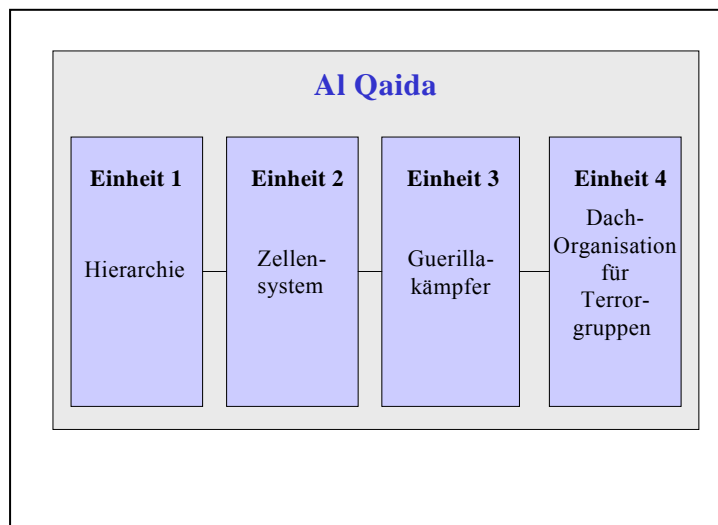 Al Qaida
Einheit 1
Hierarchie
Einheit 2
Zellen-
system
Einheit 3
Guerilla-
kämpfer
Einheit 4
Dach-
Organisation
für
Terror-
gruppen